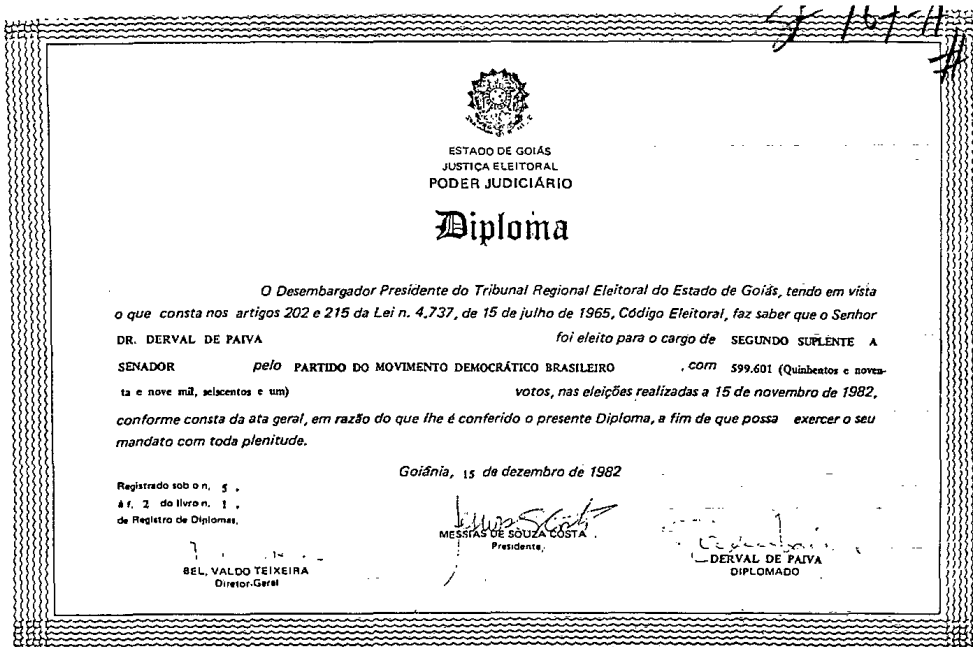 ESTADO DE GOIÁS
JUSTIÇA ELEITORAL
PODER JUDICIÁRIO
Diploma
O Desembargador Presidente do Tribunal Regional Eleitoral do Estado de Goiás, tendo em vista
o que consta nos artigos 202 e 215 da Lei n. 4.737, de 15 de julho de 1965, Código Eleitoral, faz saber que o Senhor
DR. DERVAL DE PAIVA foi eleito para o cargo de SEGUNDO SUPLENTE A
SENADOR pelo PARTIDO DO MOVIMENTO DEMOCRÁTICO BRASILEIRO , com 599.601 (Quinhentos e noven-
ta e nove mil, seiscentos e um) votos, nas eleições realizadas a 15 de novembro de 1982,
conforme consta da ata geral, em razão do que lhe é conferido o presente Diploma, a fim de que possa exercer o seu
mandato com toda plenitude.
Goiânia, 15 de dezembro de 1982
Registrado sob o n. 5 ,
à f. 2 do livro n. 1 ,
de Registro de Diplomas.
MESSIAS DE SOUZA COSTA
Presidente
BEL. VALDO TEIXEIRA
Diretor-Geral
DERVAL DE PAIVA
DIPLOMADO